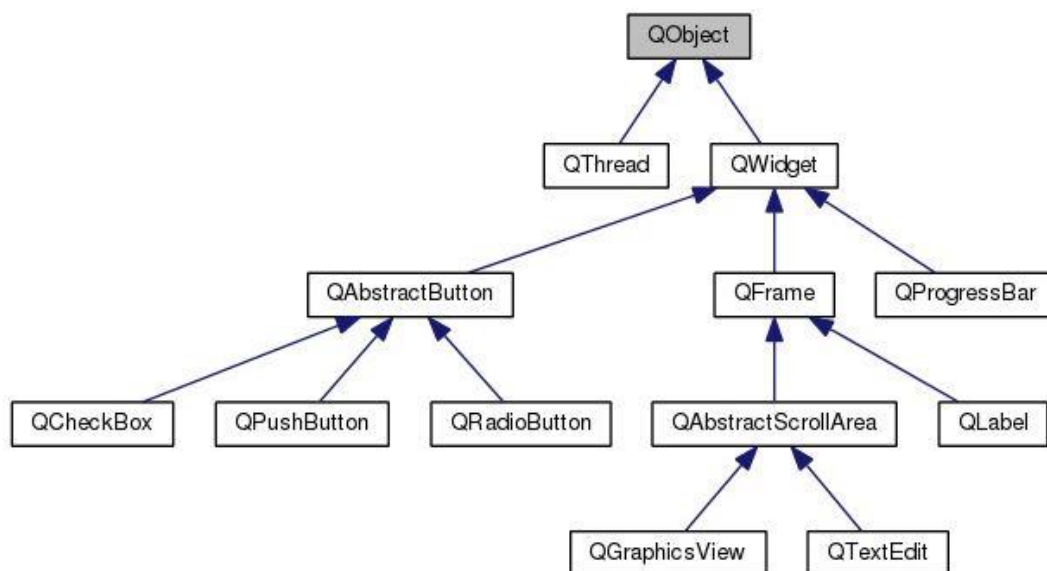 QObject
QThread
QWidget
QAbstractButton
QFrame
QProgressBar
QCheckBox
QPushButton
QRadioButton
QAbstractScrollArea
QLabel
QGraphicsView
QTextEdit